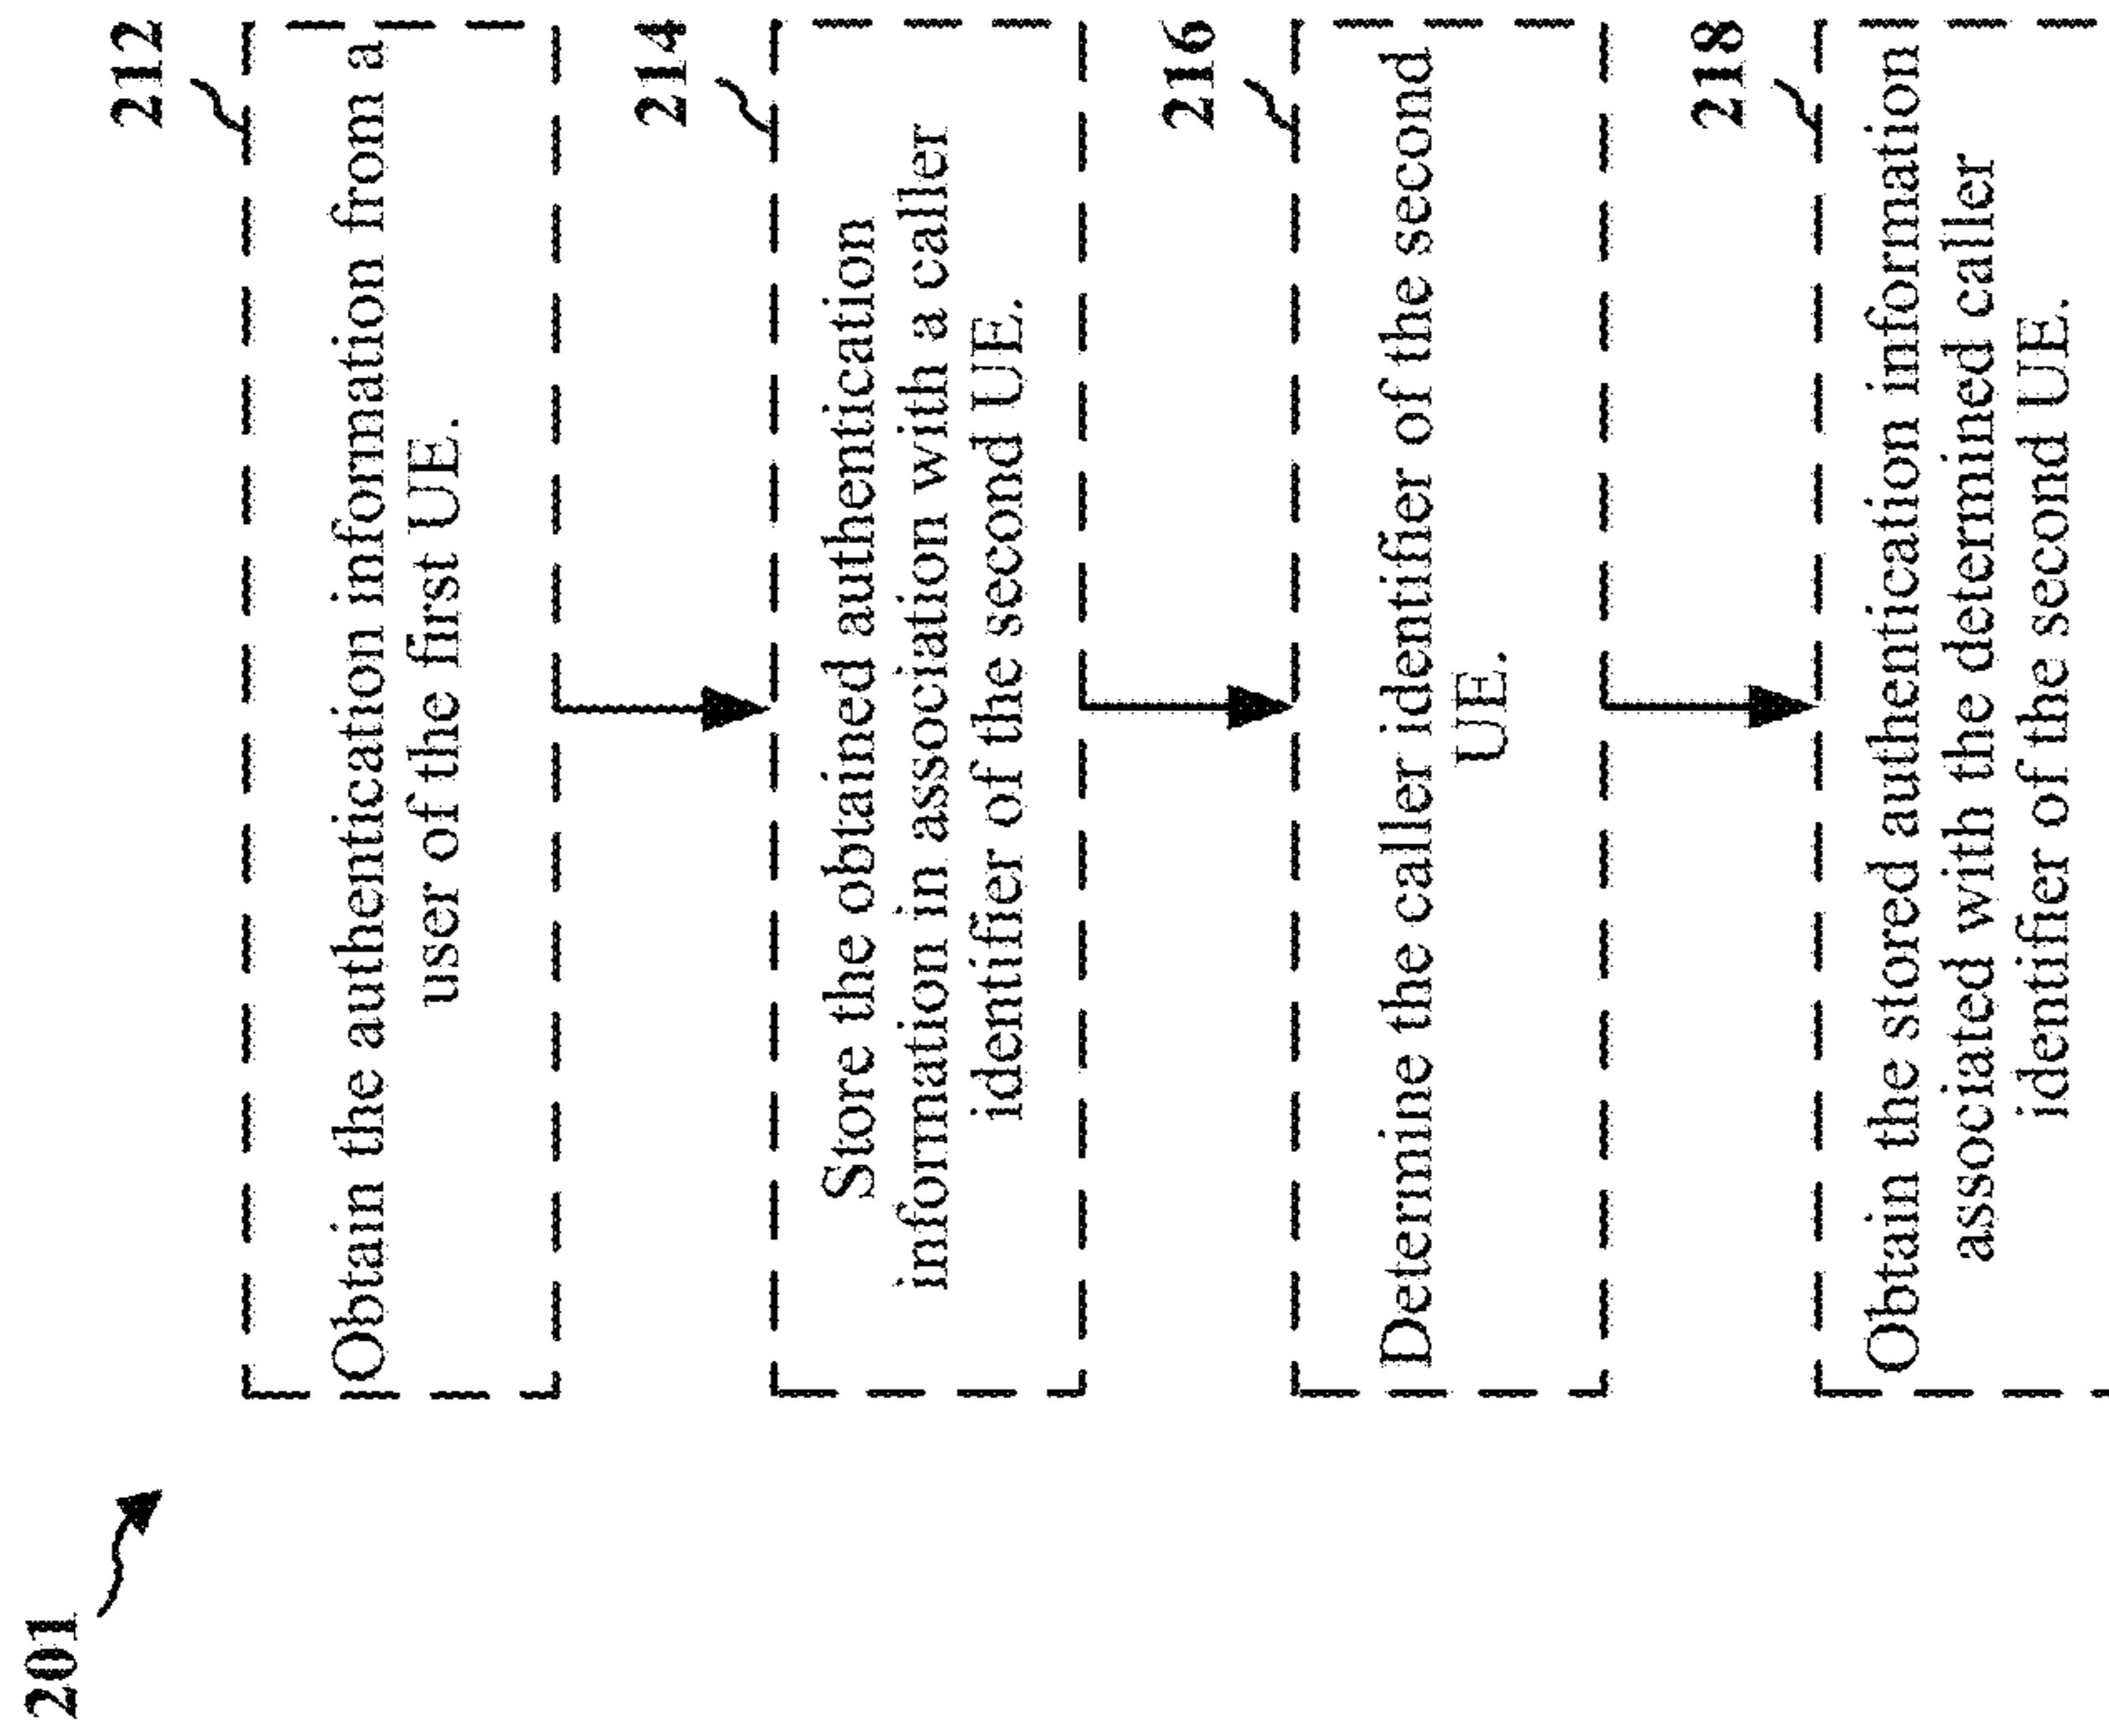 201
212
Obtain the authentication information from a
user of the first UE.
214
Store the obtained authentication
information in association with a caller
identifier of the second UE.
216
Determine the caller identifier of the second
UE.
218
Obtain the stored authentication information
associated with the determined caller
identifier of the second UE.